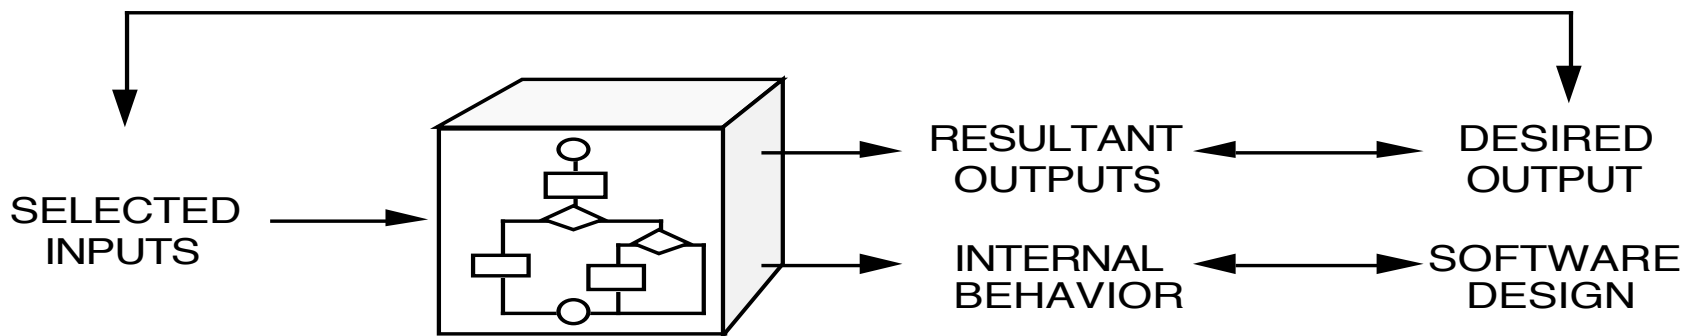 SELECTED
INPUTS
RESULTANT
OUTPUTS
DESIRED
OUTPUT
INTERNAL
BEHAVIOR
SOFTWARE
DESIGN